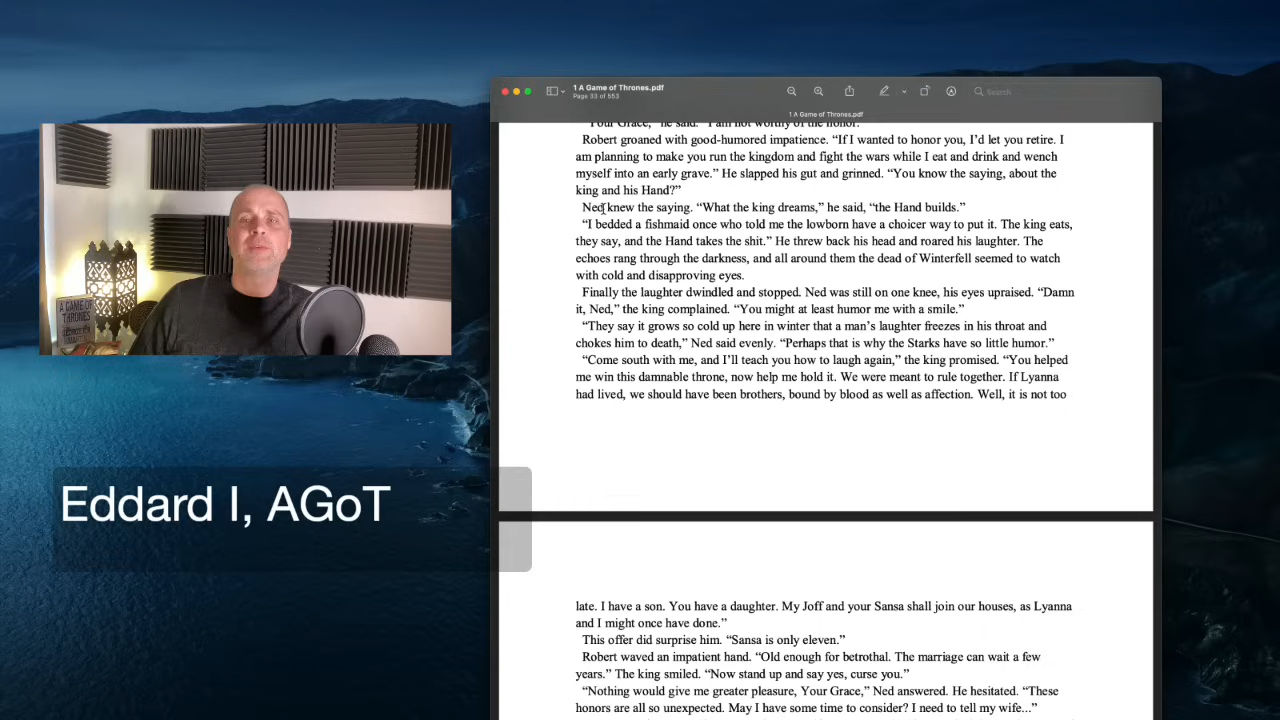 1 A Game of Thrones.pdf
Page 33 of 553
Search
1 A Game of Thrones.pdf
“Your Grace,” he said. “I am not worthy of the honor.”
Robert groaned with good-humored impatience. “If I wanted to honor you, I’d let you retire. I
am planning to make you run the kingdom and fight the wars while I eat and drink and wench
myself into an early grave.” He slapped his gut and grinned. “You know the saying, about the
king and his Hand?”
Ned knew the saying. “What the king dreams,” he said, “the Hand builds.”
“I bedded a fishmaid once who told me the lowborn have a choicer way to put it. The king eats,
they say, and the Hand takes the shit.” He threw back his head and roared his laughter. The
echoes rang through the darkness, and all around them the dead of Winterfell seemed to watch
with cold and disapproving eyes.
Finally the laughter dwindled and stopped. Ned was still on one knee, his eyes upraised. “Damn
it, Ned,” the king complained. “You might at least humor me with a smile.”
“They say it grows so cold up here in winter that a man’s laughter freezes in his throat and
chokes him to death,” Ned said evenly. “Perhaps that is why the Starks have so little humor.”
“Come south with me, and I’ll teach you how to laugh again,” the king promised. “You helped
me win this damnable throne, now help me hold it. We were meant to rule together. If Lyanna
had lived, we should have been brothers, bound by blood as well as affection. Well, it is not too
late. I have a son. You have a daughter. My Joff and your Sansa shall join our houses, as Lyanna
and I might once have done.”
This offer did surprise him. “Sansa is only eleven.”
Robert waved an impatient hand. “Old enough for betrothal. The marriage can wait a few
years.” The king smiled. “Now stand up and say yes, curse you.”
“Nothing would give me greater pleasure, Your Grace,” Ned answered. He hesitated. “These
honors are all so unexpected. May I have some time to consider? I need to tell my wife...”
A GAME OF
THRONES
Eddard I, AGoT